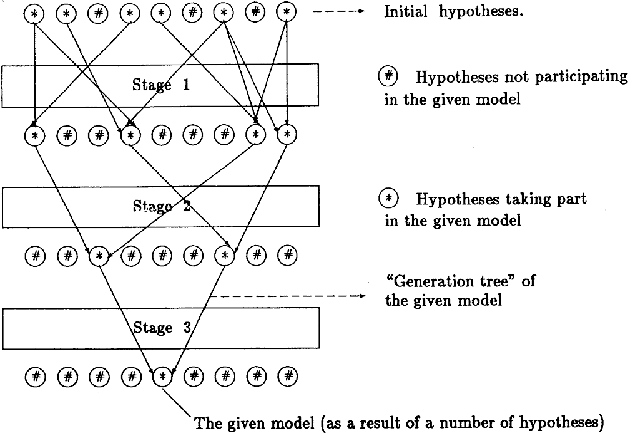 * * # * * # * # * Initial hypotheses.
Stage 1
# Hypotheses not participating
in the given model
* # # * # # # * *
Stage 2
* Hypotheses taking part
in the given model
# # * # # # * # #
"Generation tree" of
the given model
Stage 3
# # # # * # # # #
The given model (as a result of a number of hypotheses)